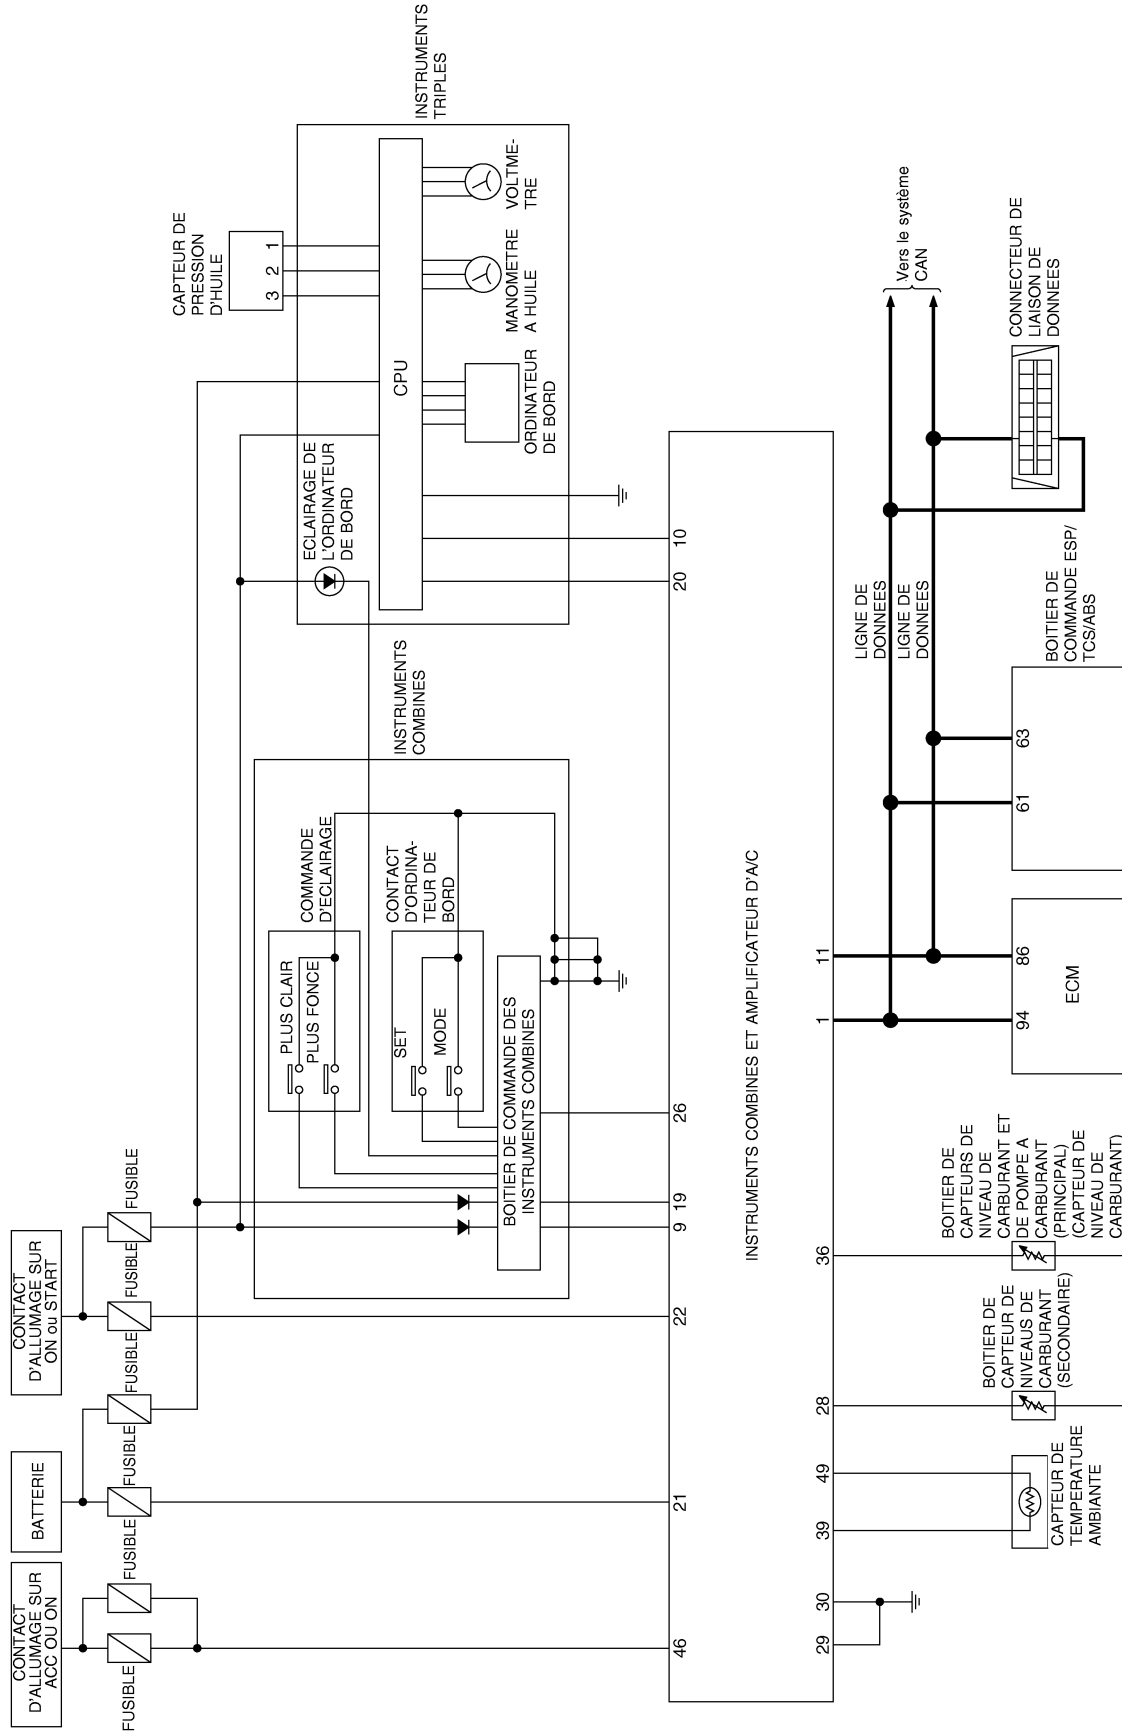 CONTACT
D'ALLUMAGE SUR
ACC OU ON
BATTERIE
CONTACT
D'ALLUMAGE SUR
ON ou START
FUSIBLE
FUSIBLE
FUSIBLE
FUSIBLE
FUSIBLE
FUSIBLE
CAPTEUR DE
PRESSION
D'HUILE
3
2
1
INSTRUMENTS
TRIPLES
ECLAIRAGE DE
L'ORDINATEUR
DE BORD
CPU
ORDINATEUR
DE BORD
MANOMETRE
A HUILE
VOLTME-
TRE
INSTRUMENTS
COMBINES
PLUS CLAIR
PLUS FONCE
COMMANDE
D'ECLAIRAGE
SET
MODE
CONTACT
D'ORDINA-
TEUR DE
BORD
BOITIER DE COMMANDE DES
INSTRUMENTS COMBINES
46
21
22
9
19
26
20
10
INSTRUMENTS COMBINES ET AMPLIFICATEUR D'A/C
29
30
39
49
28
36
1
11
LIGNE DE
DONNEES
LIGNE DE
DONNEES
Vers le système
CAN
CAPTEUR DE
TEMPERATURE
AMBIANTE
BOITIER DE
CAPTEUR DE
NIVEAUS DE
CARBURANT
(SECONDAIRE)
BOITIER DE
CAPTEURS DE
NIVEAU DE
CARBURANT ET
DE POMPE A
CARBURANT
(PRINCIPAL)
(CAPTEUR DE
NIVEAU DE
CARBURANT)
94
86
ECM
61
63
BOITIER DE
COMMANDE ESP/
TCS/ABS
CONNECTEUR DE
LIAISON DE
DONNEES